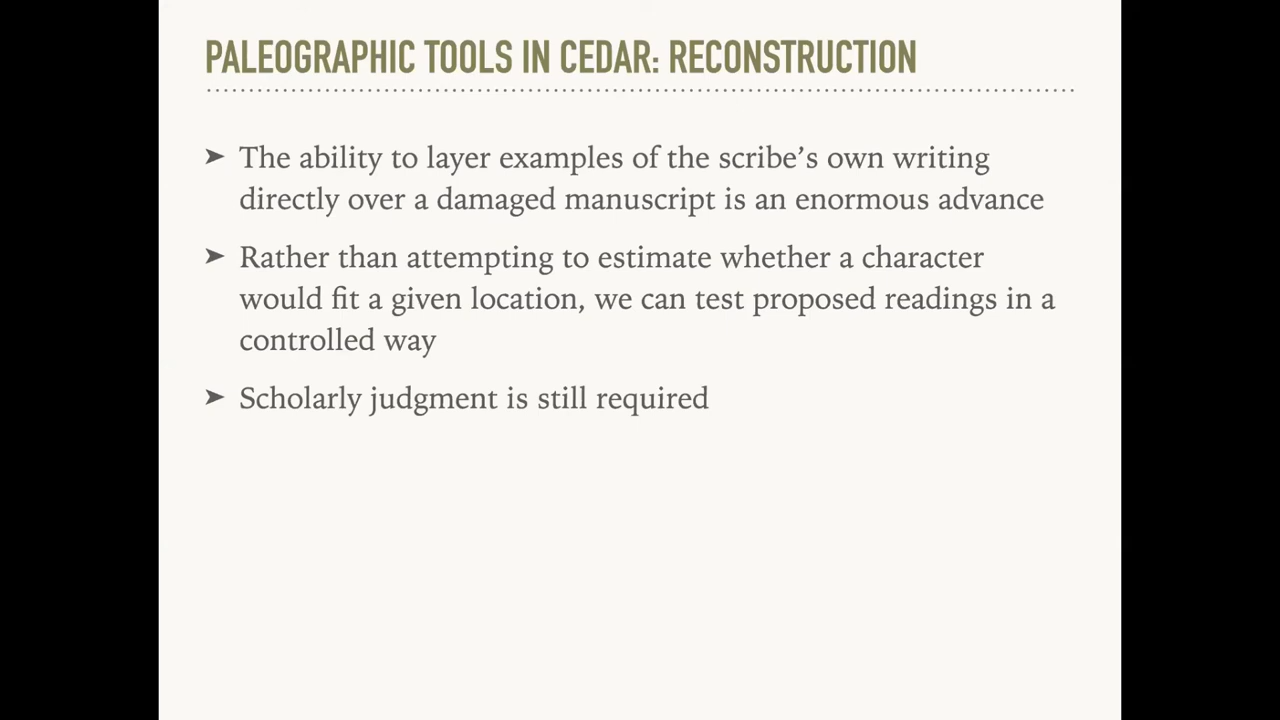 PALEOGRAPHIC TOOLS IN CEDAR: RECONSTRUCTION
➤ The ability to layer examples of the scribe’s own writing
directly over a damaged manuscript is an enormous advance
➤ Rather than attempting to estimate whether a character
would fit a given location, we can test proposed readings in a
controlled way
➤ Scholarly judgment is still required